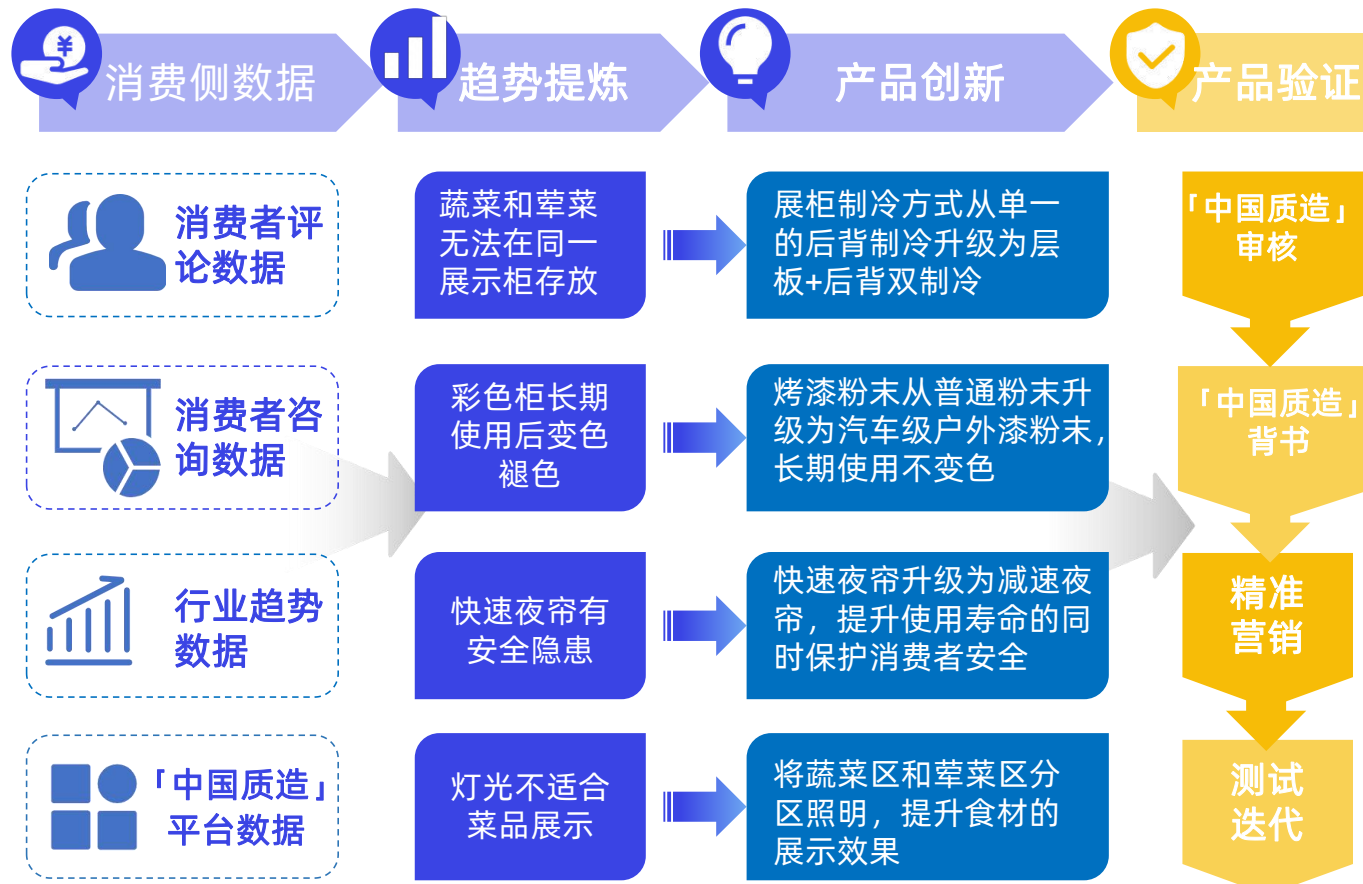 消费侧数据
趋势提炼
产品创新
产品验证
消费者评
论数据
蔬菜和荤菜
无法在同一
展示柜存放
展柜制冷方式从单一
的后背制冷升级为层
板+后背双制冷
「中国质造」
审核
消费者咨
询数据
彩色柜长期
使用后变色
褪色
烤漆粉末从普通粉末升
级为汽车级户外漆粉末，
长期使用不变色
「中国质造」
背书
行业趋势
数据
快速夜帘有
安全隐患
快速夜帘升级为减速夜
帘，提升使用寿命的同
时保护消费者安全
精准
营销
「中国质造」
平台数据
灯光不适合
菜品展示
将蔬菜区和荤菜区分
区照明，提升食材的
展示效果
测试
迭代